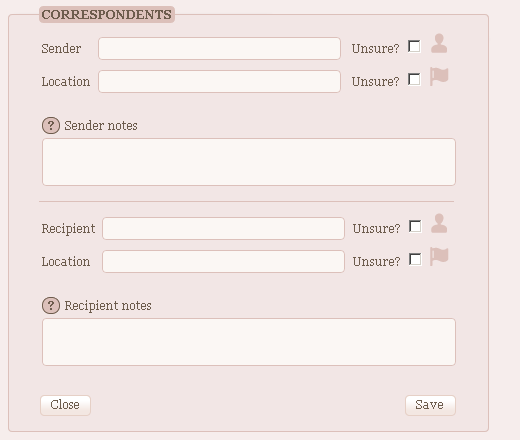 CORRESPONDENTS
Sender Unsure?
Location Unsure?
? Sender notes
Recipient Unsure?
Location Unsure?
? Recipient notes
Close Save